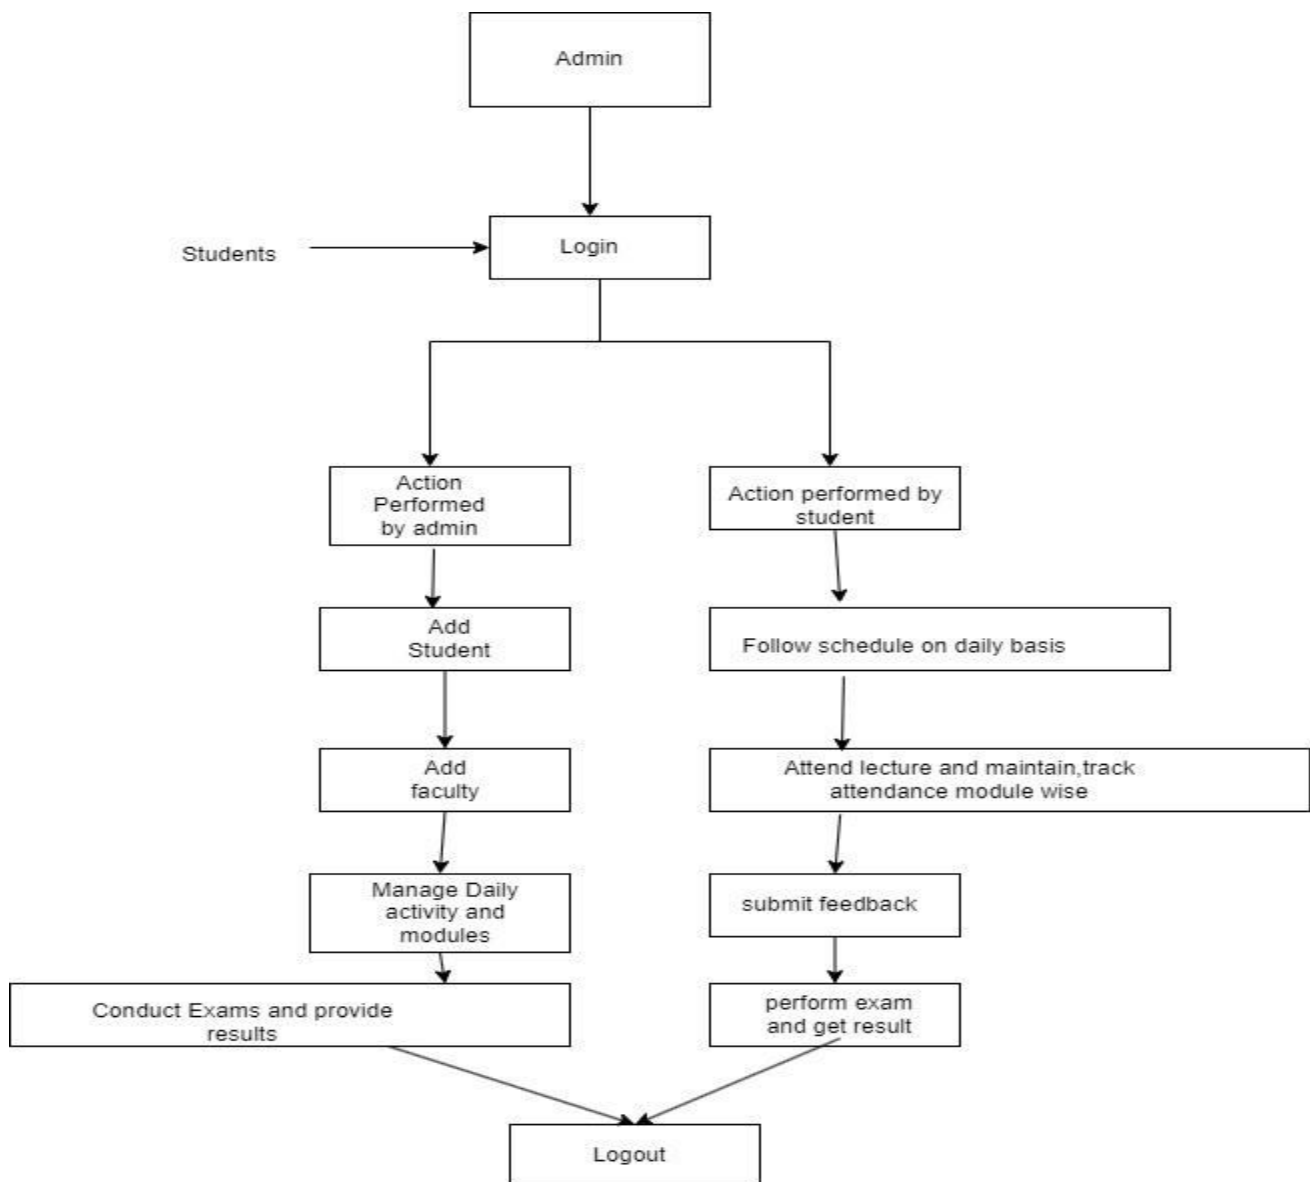 Admin
Students
Login
Action
Performed
by admin
Action performed by
student
Add
Student
Follow schedule on daily basis
Add
faculty
Attend lecture and maintain,track
attendance module wise
Manage Daily
activity and
modules
submit feedback
Conduct Exams and provide
results
perform exam
and get result
Logout